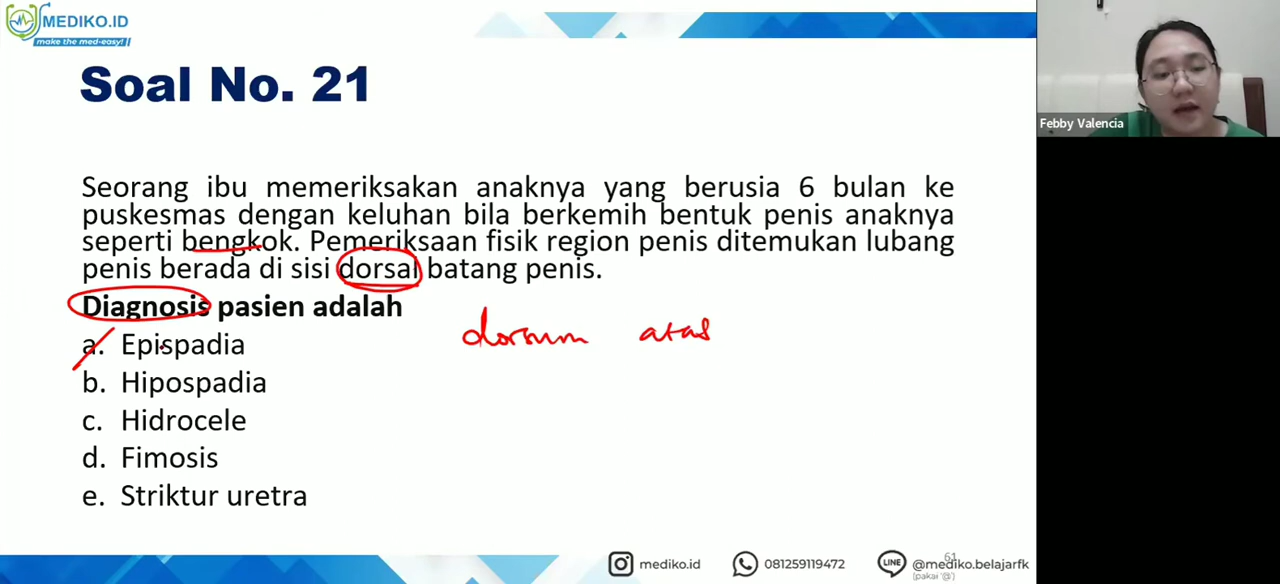 MEDIKO.ID
make the med-easy!
Soal No. 21
Febby Valencia
Seorang ibu memeriksakan anaknya yang berusia 6 bulan ke
puskesmas dengan keluhan bila berkemih bentuk penis anaknya
seperti bengkok. Pemeriksaan fisik region penis ditemukan lubang
penis berada di sisi dorsal batang penis.
Diagnosis pasien adalah
dorsum atas
a. Epispadia
b. Hipospadia
c. Hidrocele
d. Fimosis
e. Striktur uretra
mediko.id
081259119472
LINE
@mediko.belajarfk
(pakai '@')
61